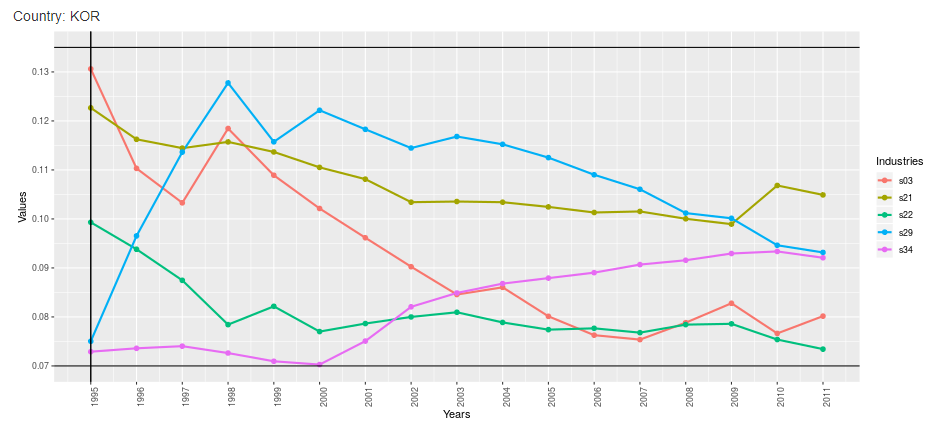 Country: KOR
0.13
0.12
0.11
0.10
0.09
0.08
0.07
Values
1995 1996 1997 1998 1999 2000 2001 2002 2003 2004 2005 2006 2007 2008 2009 2010 2011
Years
Industries
s03
s21
s22
s29
s34